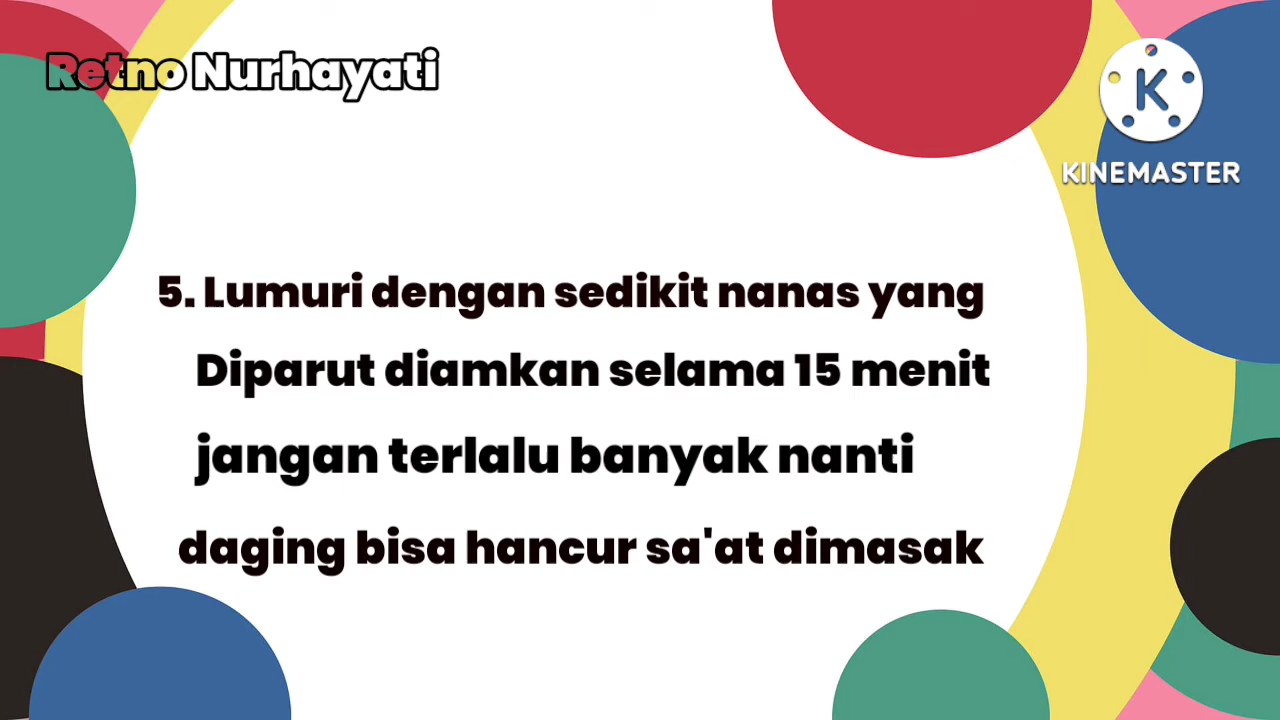 Retno Nurhayati
K
KINEMASTER
5. Lumuri dengan sedikit nanas yang
Diparut diamkan selama 15 menit
jangan terlalu banyak nanti
daging bisa hancur sa'at dimasak